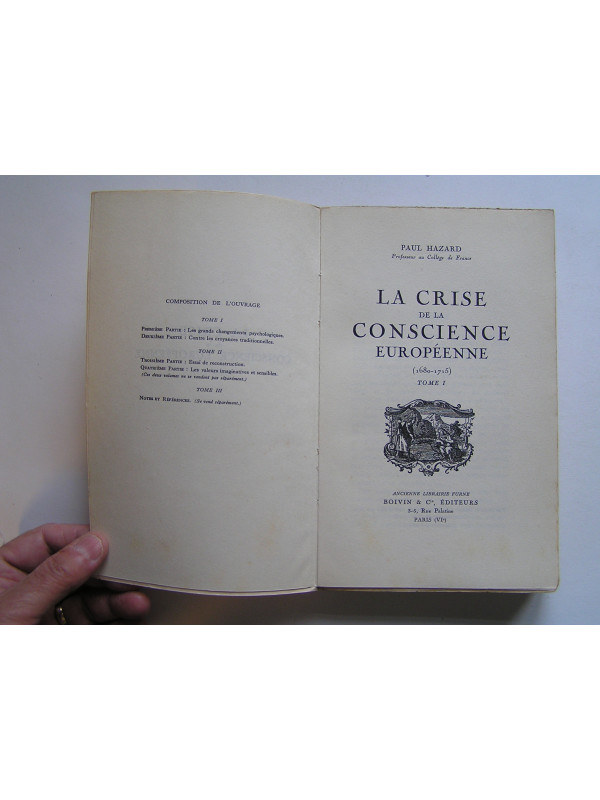 COMPOSITION DE L'OUVRAGE
TOME I
PREMIÈRE PARTIE : Les grands changements psychologiques.
DEUXIÈME PARTIE : Contre les croyances traditionnelles.
TOME II
TROISIÈME PARTIE : Essai de reconstruction.
QUATRIÈME PARTIE : Les valeurs imaginatives et sensibles.
(Ces deux volumes ne se vendent pas séparément.)
TOME III
NOTES ET RÉFÉRENCES. (Se vend séparément.)
PAUL HAZARD
Professeur au Collège de France
LA CRISE
DE LA
CONSCIENCE
EUROPÉENNE
(1680-1715)
TOME I
ANCIENNE LIBRAIRIE FURNE
BOIVIN & Cie, ÉDITEURS
3-5, Rue Palatine
PARIS (VIe)